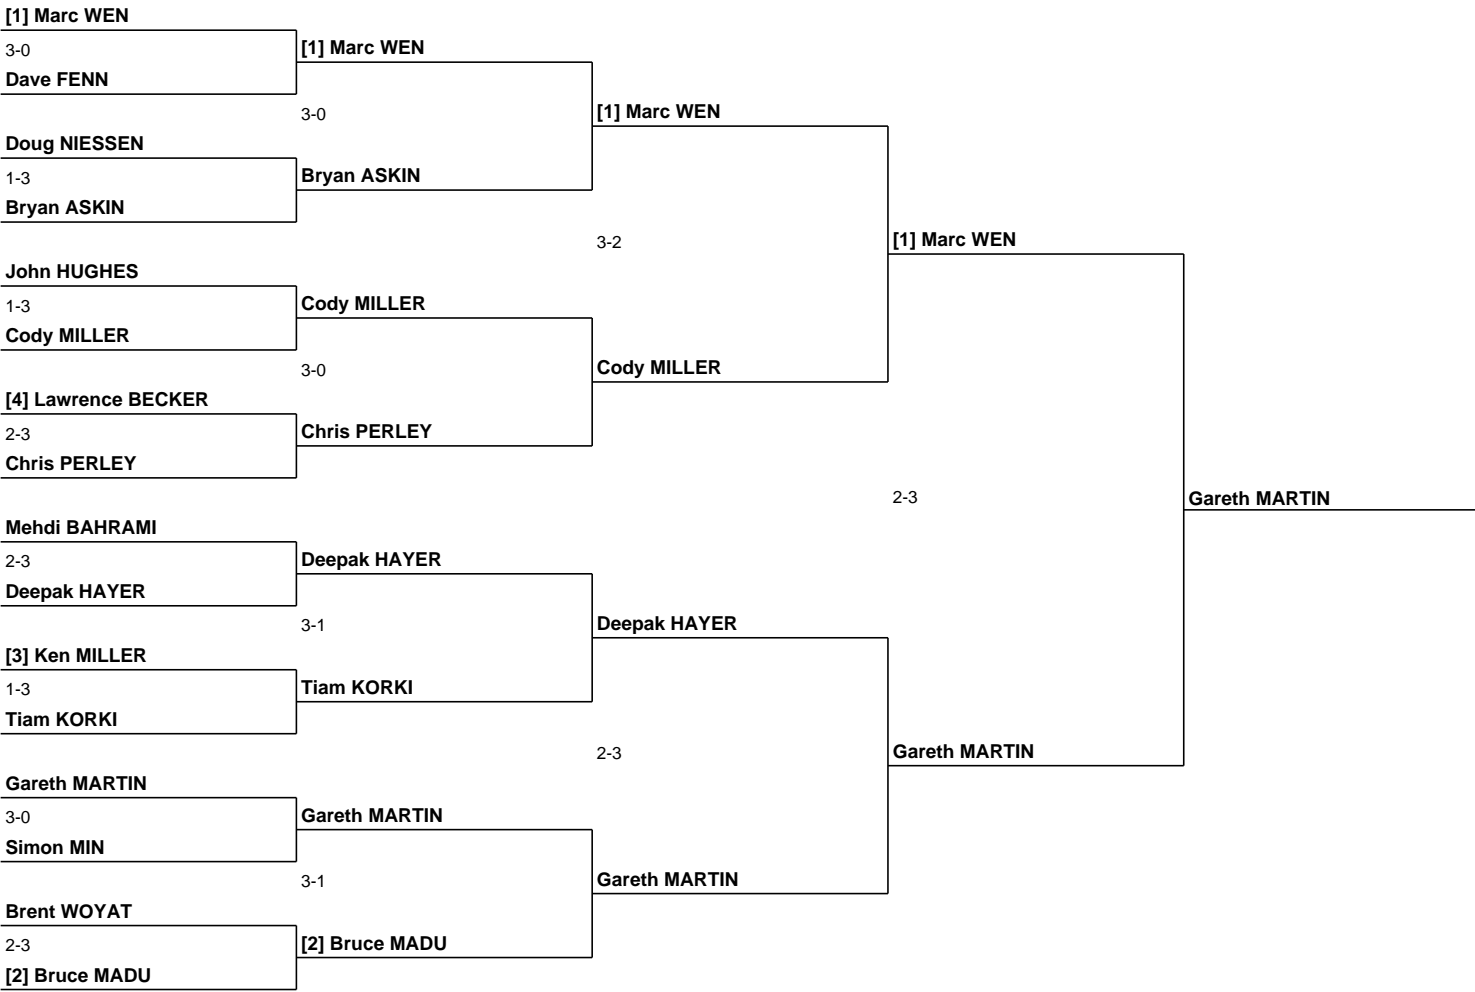 [1] Marc WEN
3-0
[1] Marc WEN
Dave FENN
3-0
[1] Marc WEN
Doug NIESSEN
1-3
Bryan ASKIN
Bryan ASKIN
3-2
[1] Marc WEN
John HUGHES
1-3
Cody MILLER
Cody MILLER
3-0
Cody MILLER
[4] Lawrence BECKER
2-3
Chris PERLEY
Chris PERLEY
2-3
Gareth MARTIN
Mehdi BAHRAMI
2-3
Deepak HAYER
Deepak HAYER
3-1
Deepak HAYER
[3] Ken MILLER
1-3
Tiam KORKI
Tiam KORKI
2-3
Gareth MARTIN
Gareth MARTIN
3-0
Gareth MARTIN
Simon MIN
3-1
Gareth MARTIN
Brent WOYAT
2-3
[2] Bruce MADU
[2] Bruce MADU